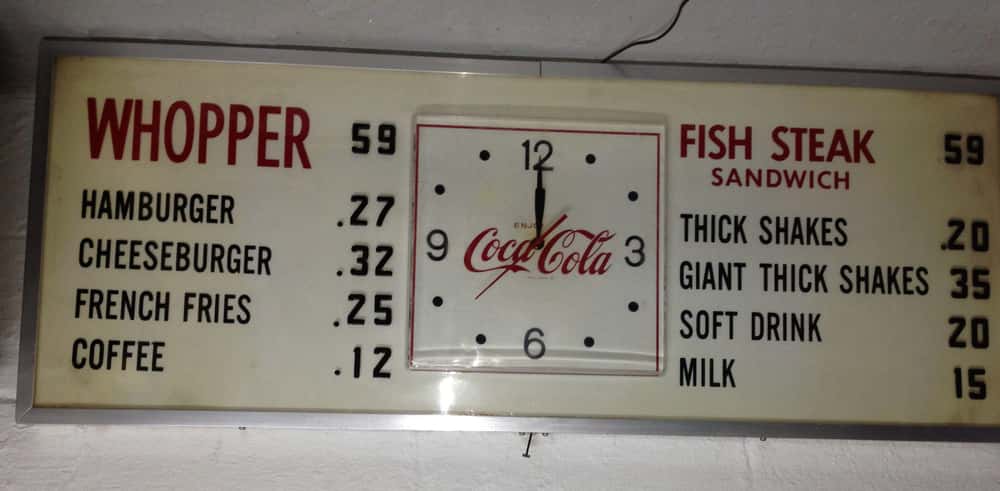 WHOPPER 59
HAMBURGER .27
CHEESEBURGER .32
FRENCH FRIES .25
COFFEE .12
12
9
3
6
Coca-Cola
FISH STEAK 59
SANDWICH
THICK SHAKES .20
GIANT THICK SHAKES 35
SOFT DRINK 20
MILK 15